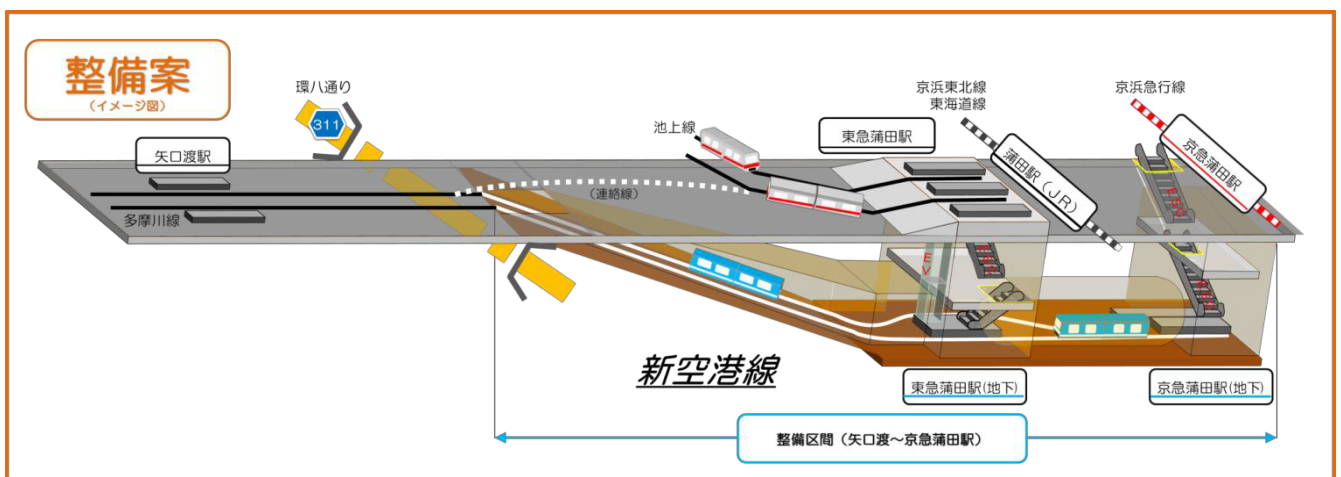 整備案
(イメージ図)
環八通り
311
矢口渡駅
多摩川線
(連絡線)
池上線
東急蒲田駅
京浜東北線
東海道線
蒲田駅(JR)
京浜急行線
京急蒲田駅
EV
ESC
新空港線
東急蒲田駅(地下)
京急蒲田駅(地下)
整備区間(矢口渡~京急蒲田駅)